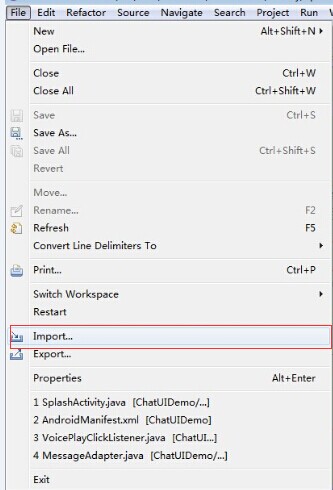 File Edit Refactor Source Navigate Search Project Run
New Alt+Shift+N
Open File...
Close Ctrl+W
Close All Ctrl+Shift+W
Save Ctrl+S
Save As...
Save All Ctrl+Shift+S
Revert
Move...
Rename... F2
Refresh F5
Convert Line Delimiters To
Print... Ctrl+P
Switch Workspace
Restart
Import...
Export...
Properties Alt+Enter
1 SplashActivity.java [ChatUIDemo/...]
2 AndroidManifest.xml [ChatUIDemo]
3 VoicePlayClickListener.java [ChatUI...]
4 MessageAdapter.java [ChatUIDemo/...]
Exit